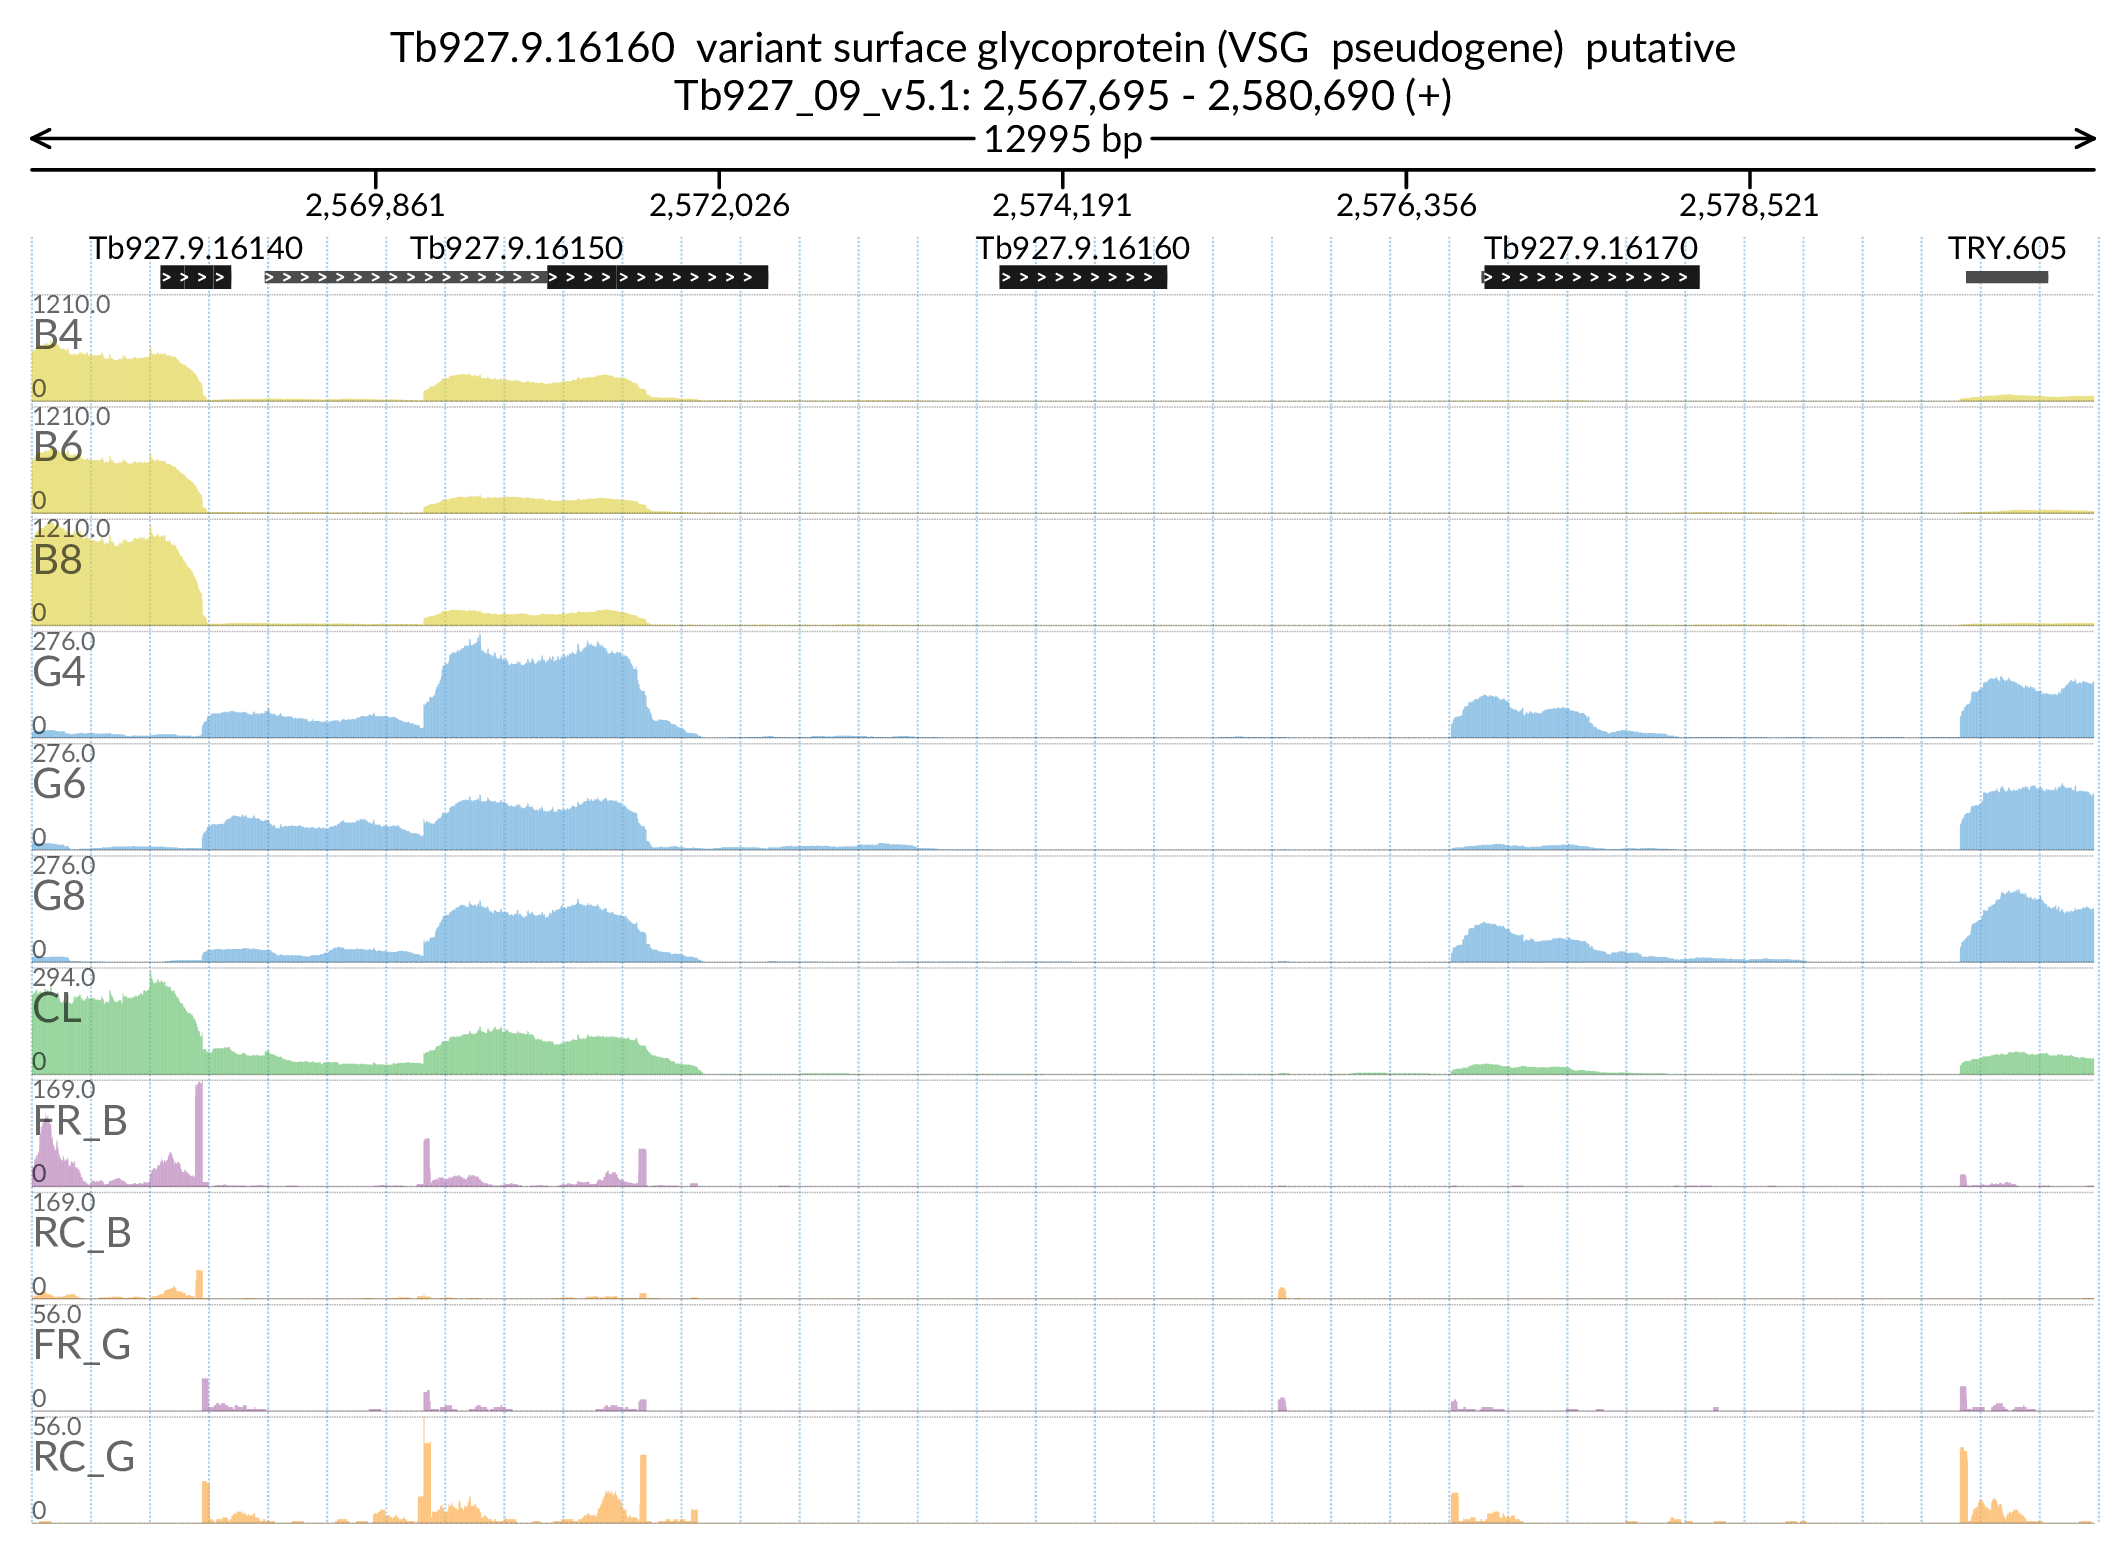 Tb927.9.16160 variant surface glycoprotein (VSG pseudogene) putative
Tb927_09_v5.1: 2,567,695 - 2,580,690 (+)
12995 bp
2,569,861 2,572,026 2,574,191 2,576,356 2,578,521
Tb927.9.16140 Tb927.9.16150 Tb927.9.16160 Tb927.9.16170 TRY.605
1210.0
B4
0
1210.0
B6
0
1210.0
B8
0
276.0
G4
0
276.0
G6
0
276.0
G8
0
294.0
CL
0
169.0
FR_B
0
169.0
RC_B
0
56.0
FR_G
0
56.0
RC_G
0